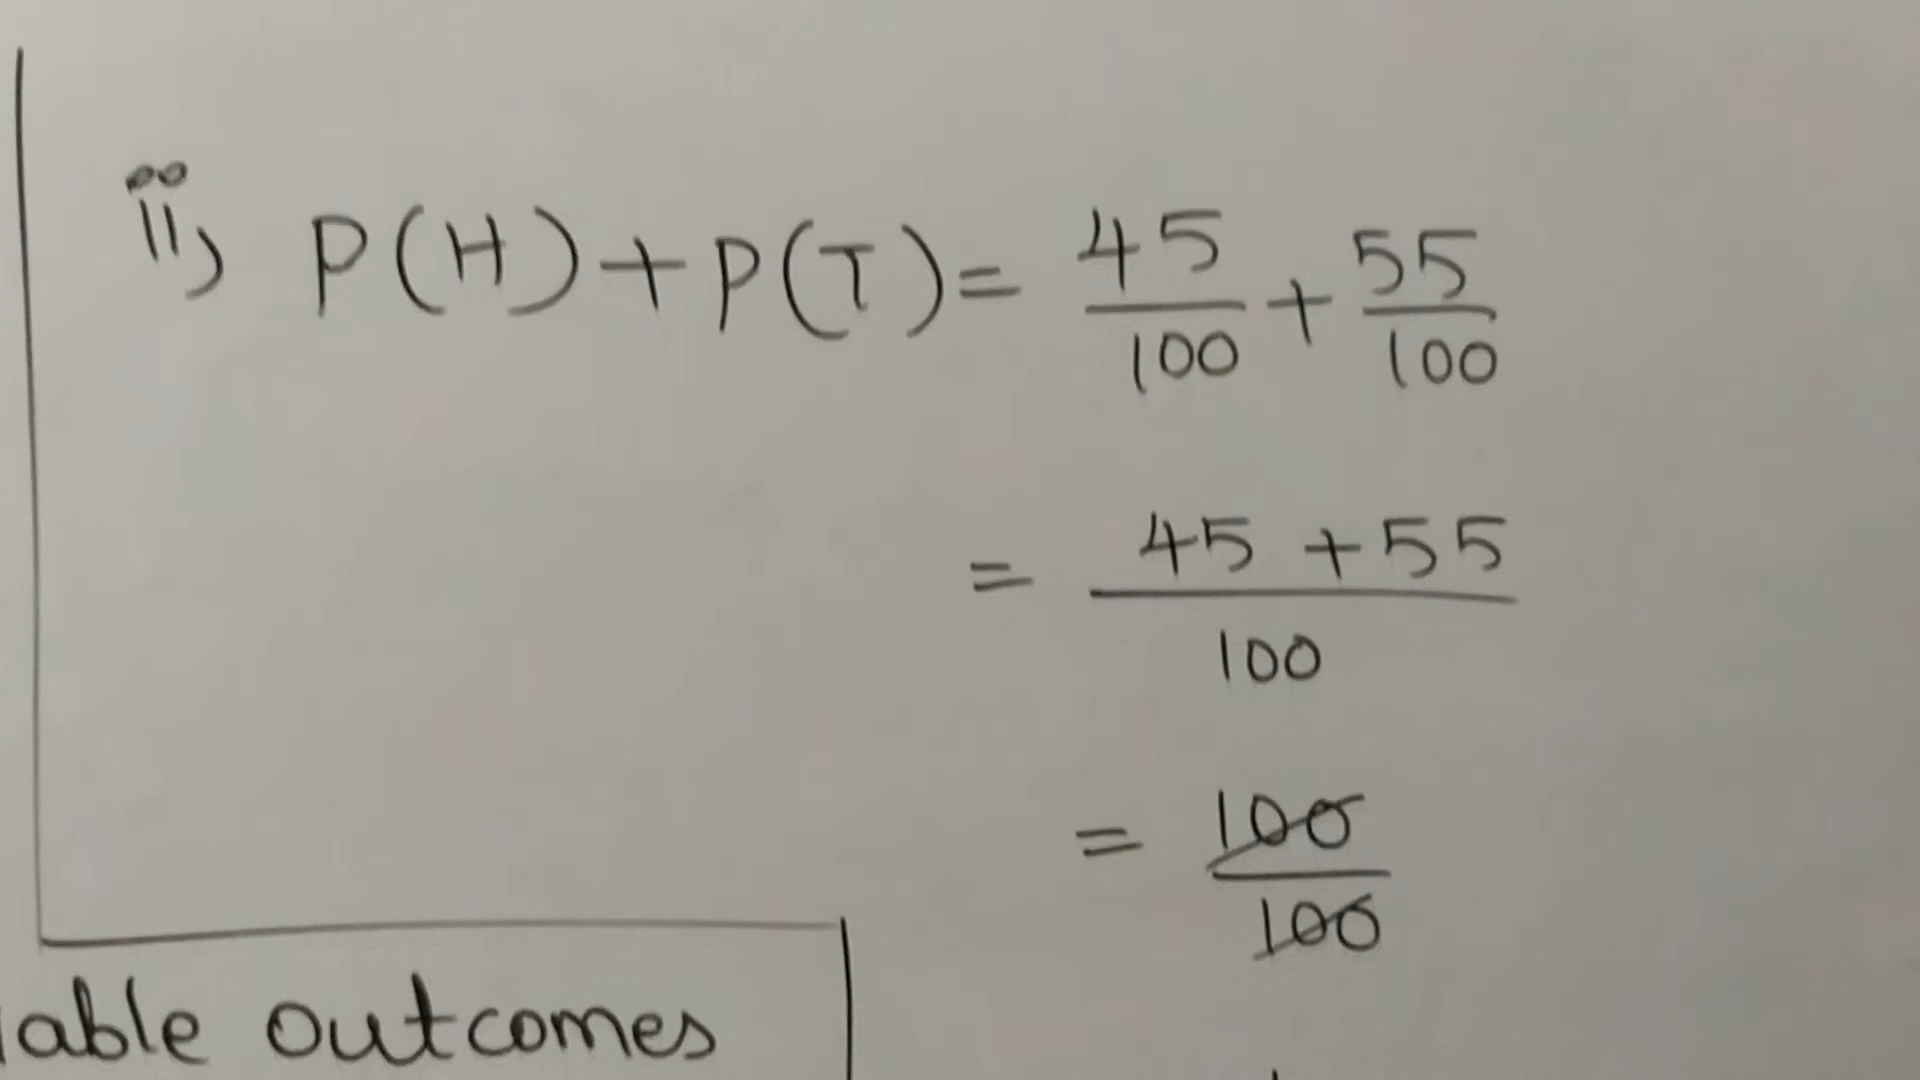 ii) P(H)+P(T)= 45/100 + 55/100
= 45+55/100
= 100/100
able outcomes